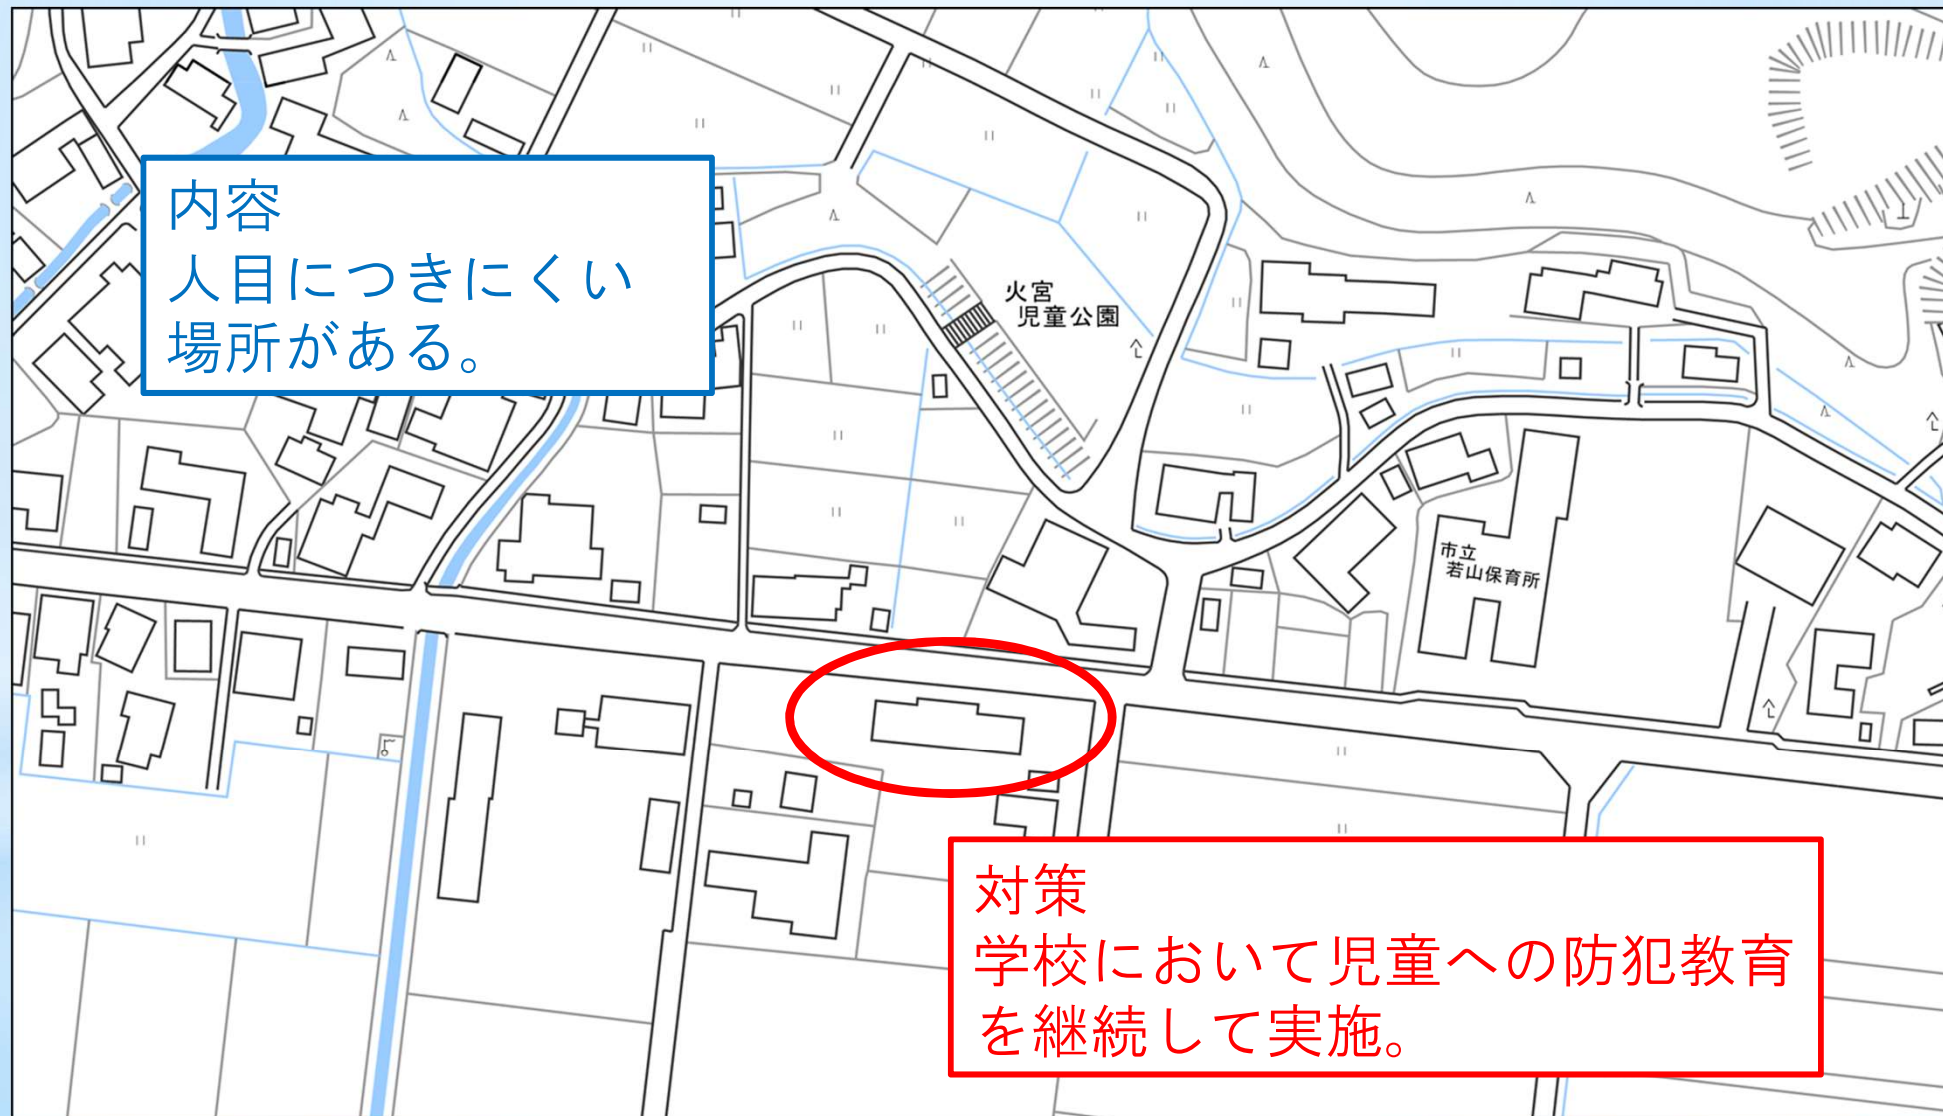 内容
人目につきにくい
場所がある。
火宮
児童公園
市立
若山保育所
対策
学校において児童への防犯教育
を継続して実施。